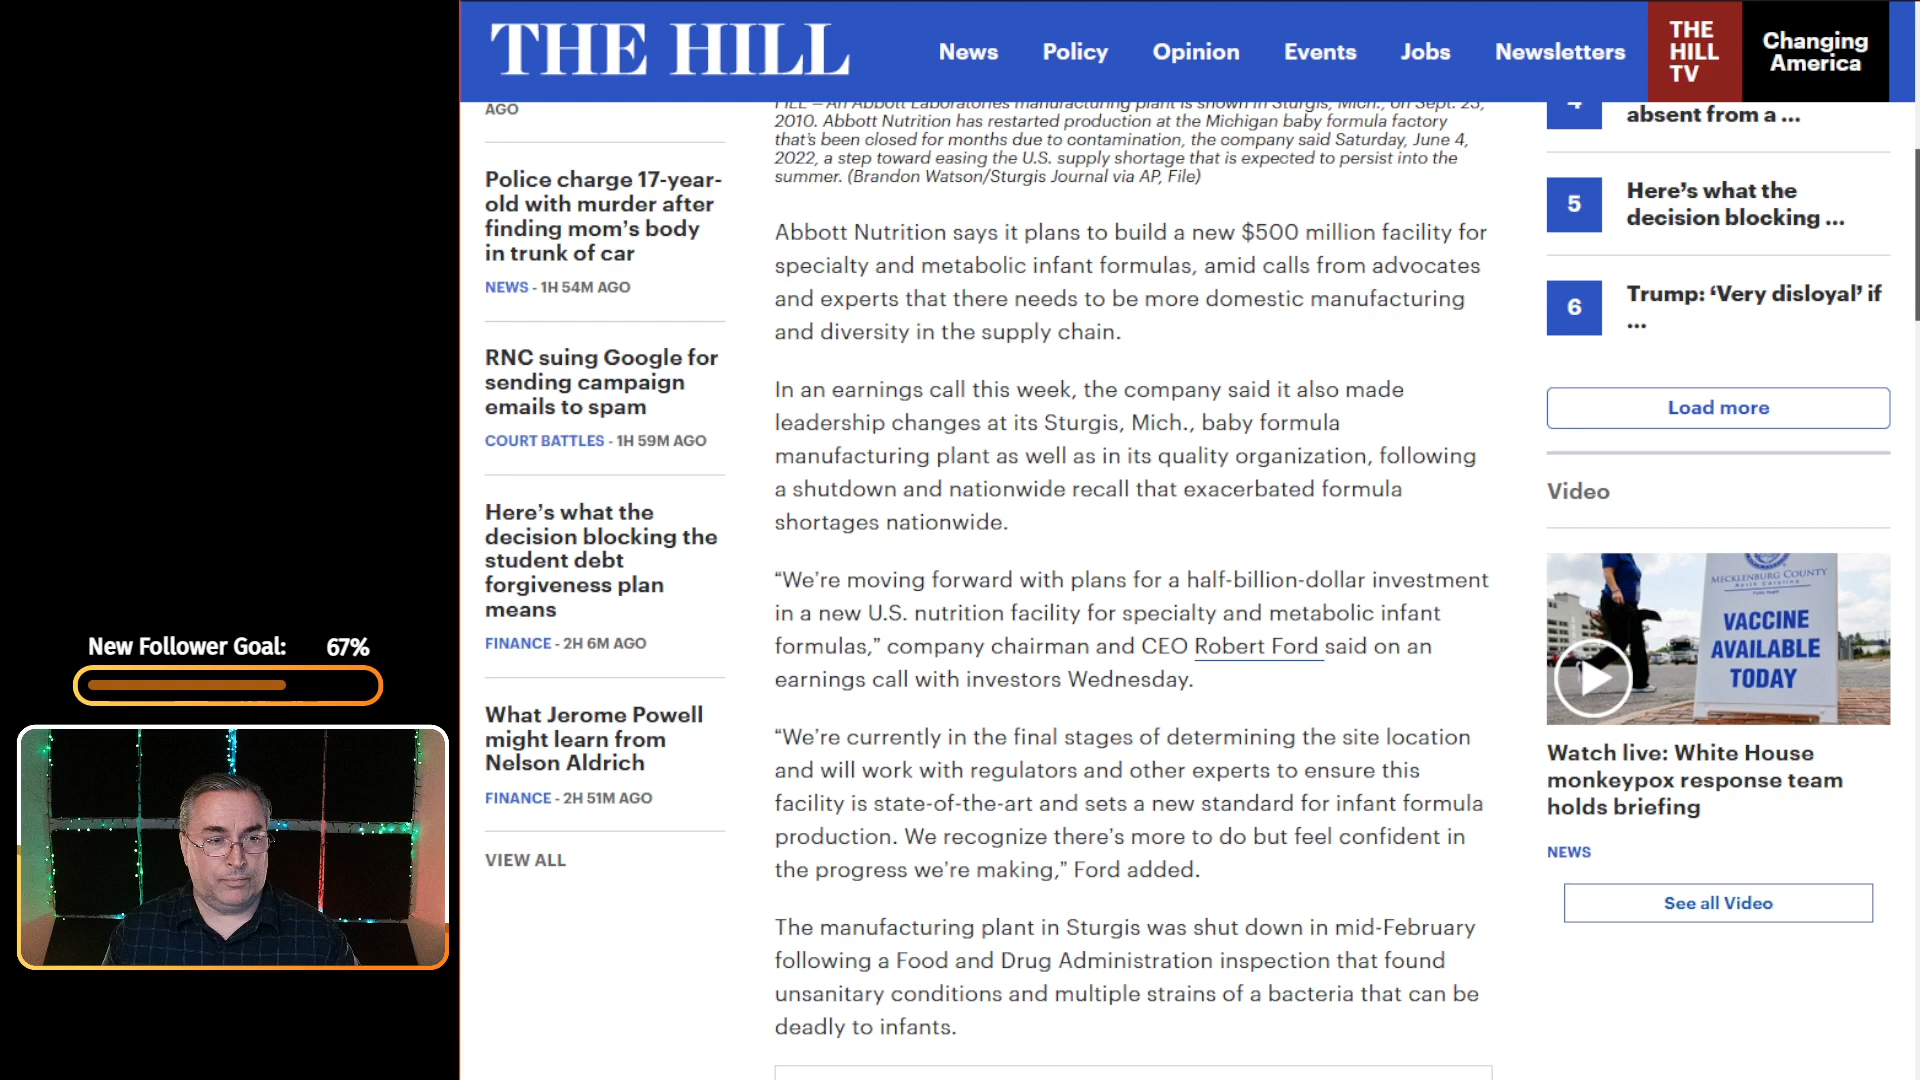 THE HILL
News
Policy
Opinion
Events
Jobs
Newsletters
THE
HILL
TV
Changing
America
AGO
Police charge 17-year-
old with murder after
finding mom’s body
in trunk of car
NEWS - 1H 54M AGO
RNC suing Google for
sending campaign
emails to spam
COURT BATTLES - 1H 59M AGO
Here’s what the
decision blocking the
student debt
forgiveness plan
means
FINANCE - 2H 6M AGO
What Jerome Powell
might learn from
Nelson Aldrich
FINANCE - 2H 51M AGO
VIEW ALL
FILE – An Abbott Laboratories manufacturing plant is shown in Sturgis, Mich., on Sept. 23,
2010. Abbott Nutrition has restarted production at the Michigan baby formula factory
that’s been closed for months due to contamination, the company said Saturday, June 4,
2022, a step toward easing the U.S. supply shortage that is expected to persist into the
summer. (Brandon Watson/Sturgis Journal via AP, File)
Abbott Nutrition says it plans to build a new $500 million facility for
specialty and metabolic infant formulas, amid calls from advocates
and experts that there needs to be more domestic manufacturing
and diversity in the supply chain.
In an earnings call this week, the company said it also made
leadership changes at its Sturgis, Mich., baby formula
manufacturing plant as well as in its quality organization, following
a shutdown and nationwide recall that exacerbated formula
shortages nationwide.
“We’re moving forward with plans for a half-billion-dollar investment
in a new U.S. nutrition facility for specialty and metabolic infant
formulas,” company chairman and CEO Robert Ford said on an
earnings call with investors Wednesday.
“We’re currently in the final stages of determining the site location
and will work with regulators and other experts to ensure this
facility is state-of-the-art and sets a new standard for infant formula
production. We recognize there’s more to do but feel confident in
the progress we’re making,” Ford added.
The manufacturing plant in Sturgis was shut down in mid-February
following a Food and Drug Administration inspection that found
unsanitary conditions and multiple strains of a bacteria that can be
deadly to infants.
4
absent from a ...
5
Here’s what the
decision blocking ...
6
Trump: ‘Very disloyal’ if
...
Load more
Video
MECKLENBURG COUNTY
North Carolina
VACCINE
AVAILABLE
TODAY
Watch live: White House
monkeypox response team
holds briefing
NEWS
See all Video
New Follower Goal: 67%